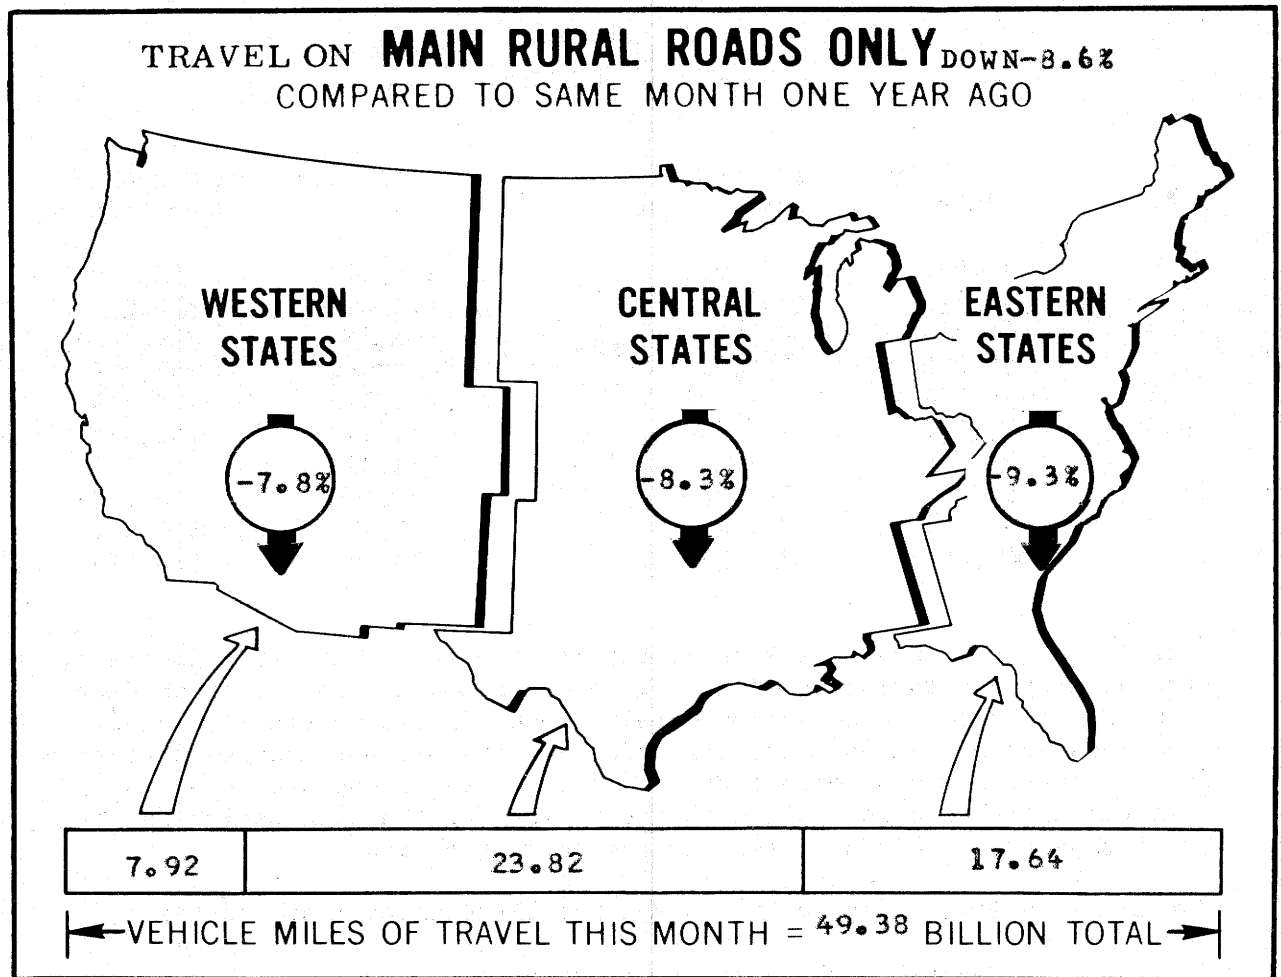 TRAVEL ON MAIN RURAL ROADS ONLY DOWN-8.6%
COMPARED TO SAME MONTH ONE YEAR AGO
WESTERN
STATES
CENTRAL
STATES
EASTERN
STATES
-7.8%
-8.3%
-9.3%
7.92 23.82 17.64
VEHICLE MILES OF TRAVEL THIS MONTH = 49.38 BILLION TOTAL